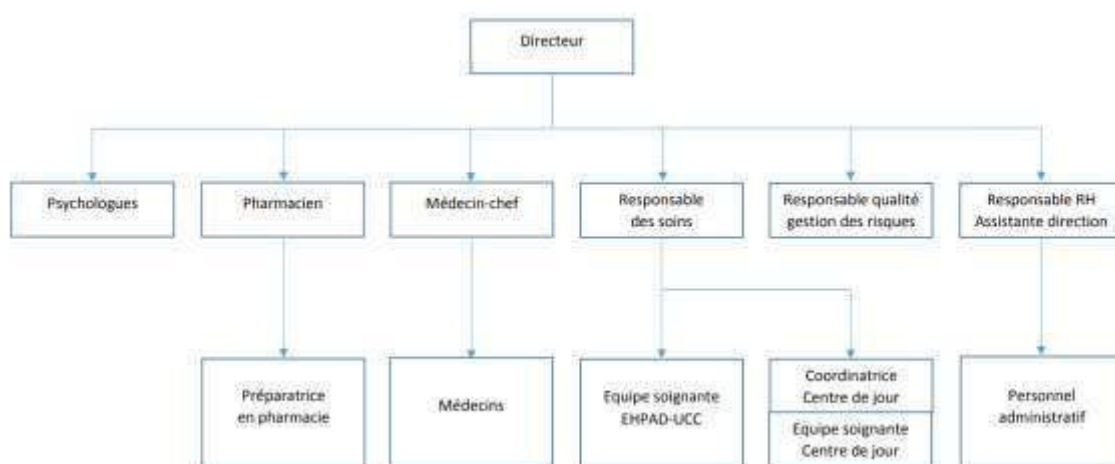 Directeur
Psychologues
Pharmacien
Médecin-chef
Responsable
des soins
Responsable qualité
gestion des risques
Responsable RH
Assistante direction
Préparatrice
en pharmacie
Médecins
Equipe soignante
EHPAD-UCC
Coordinatrice
Centre de jour
Equipe soignante
Centre de jour
Personnel
administratif